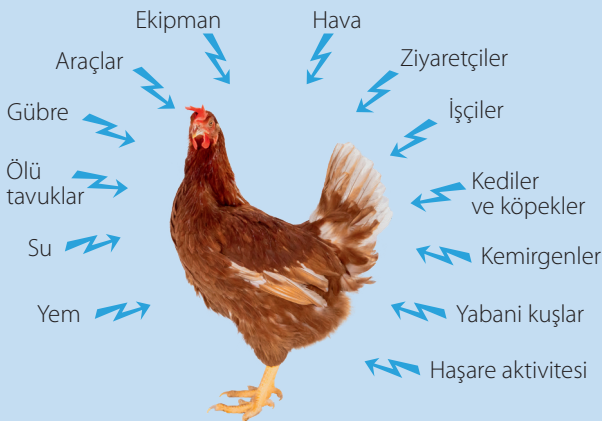 Ekipman
Hava
Araçlar
Ziyaretçiler
Gübre
İşçiler
Ölü
tavuklar
Kediler
ve köpekler
Su
Kemirgenler
Yem
Yabani kuşlar
Haşare aktivitesi